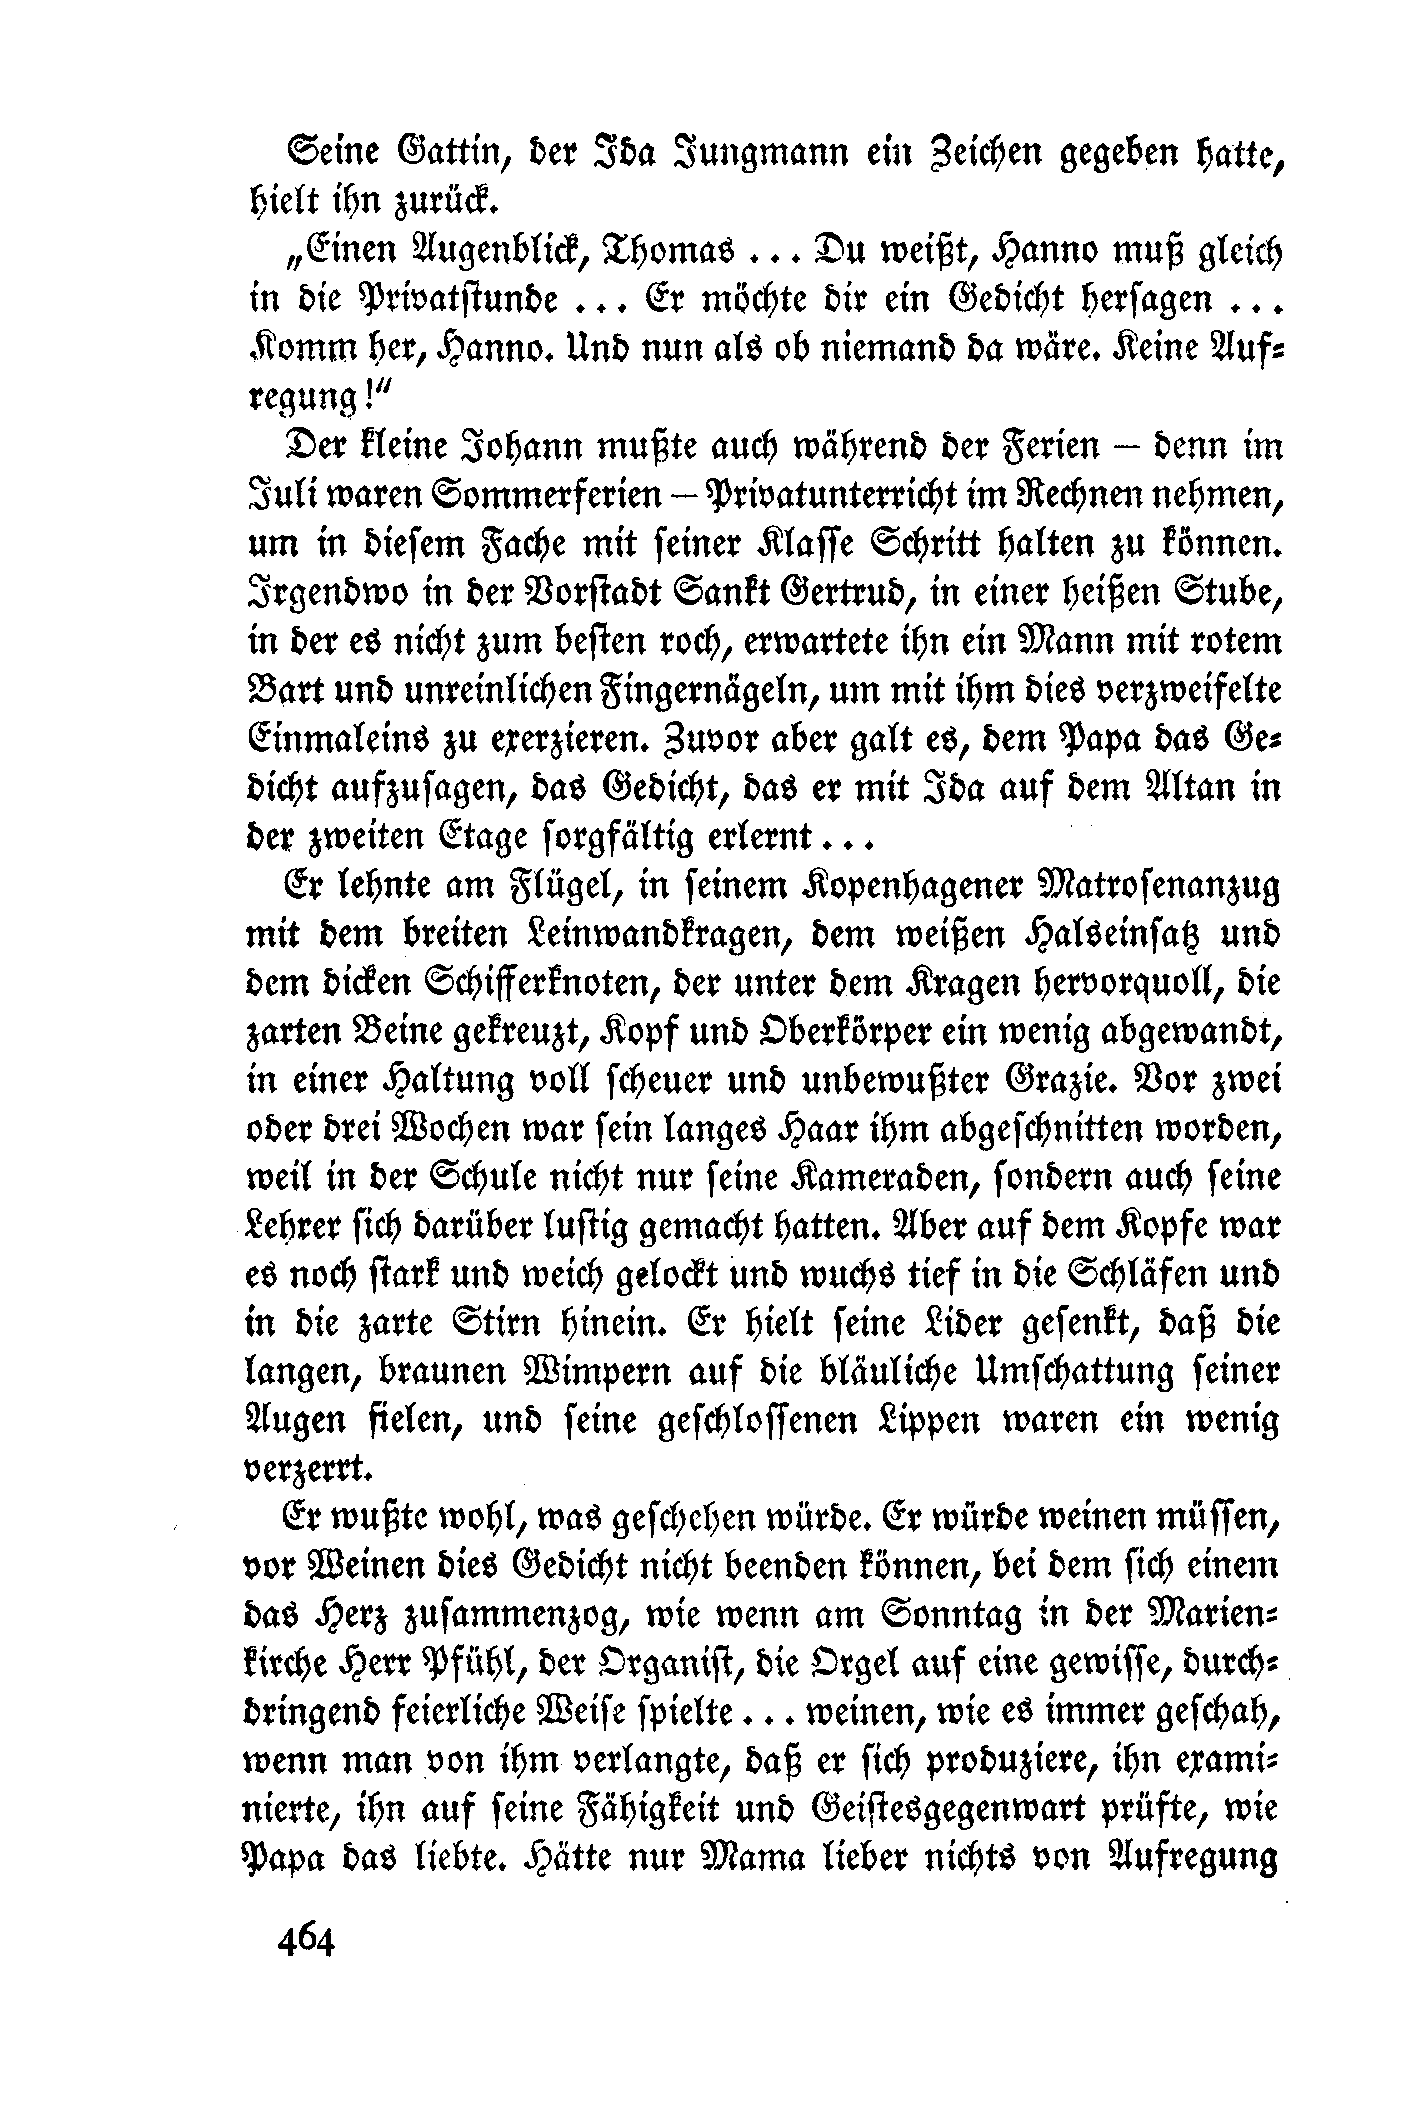 Seine Gattin, der Ida Jungmann ein Zeichen gegeben hatte,
hielt ihn zurück.
„Einen Augenblick, Thomas ... Du weißt, Hanno muß gleich
in die Privatstunde ... Er möchte dir ein Gedicht hersagen ...
Komm her, Hanno. Und nun als ob niemand da wäre. Keine Auf-
regung!“
Der kleine Johann mußte auch während der Ferien – denn im
Juli waren Sommerferien – Privatunterricht im Rechnen nehmen,
um in diesem Fache mit seiner Klasse Schritt halten zu können.
Irgendwo in der Vorstadt Sankt Gertrud, in einer heißen Stube,
in der es nicht zum besten roch, erwartete ihn ein Mann mit rotem
Bart und unreinlichen Fingernägeln, um mit ihm dies verzweifelte
Einmaleins zu exerzieren. Zuvor aber galt es, dem Papa das Ge-
dicht aufzusagen, das Gedicht, das er mit Ida auf dem Altan in
der zweiten Etage sorgfältig erlernt ...
Er lehnte am Flügel, in seinem Kopenhagener Matrosenanzug
mit dem breiten Leinwandkragen, dem weißen Halseinsatz und
dem dicken Schifferknoten, der unter dem Kragen hervorquoll, die
zarten Beine gekreuzt, Kopf und Oberkörper ein wenig abgewandt,
in einer Haltung voll scheuer und unbewußter Grazie. Vor zwei
oder drei Wochen war sein langes Haar ihm abgeschnitten worden,
weil in der Schule nicht nur seine Kameraden, sondern auch seine
Lehrer sich darüber lustig gemacht hatten. Aber auf dem Kopfe war
es noch stark und weich gelockt und wuchs tief in die Schläfen und
in die zarte Stirn hinein. Er hielt seine Lider gesenkt, daß die
langen, braunen Wimpern auf die bläuliche Umschattung seiner
Augen fielen, und seine geschlossenen Lippen waren ein wenig
verzerrt.
Er wußte wohl, was geschehen würde. Er würde weinen müssen,
vor Weinen dies Gedicht nicht beenden können, bei dem sich einem
das Herz zusammenzog, wie wenn am Sonntag in der Marien-
kirche Herr Pfühl, der Organist, die Orgel auf eine gewisse, durch-
dringend feierliche Weise spielte ... weinen, wie es immer geschah,
wenn man von ihm verlangte, daß er sich produziere, ihn exami-
nierte, ihn auf seine Fähigkeit und Geistesgegenwart prüfte, wie
Papa das liebte. Hätte nur Mama lieber nichts von Aufregung
464